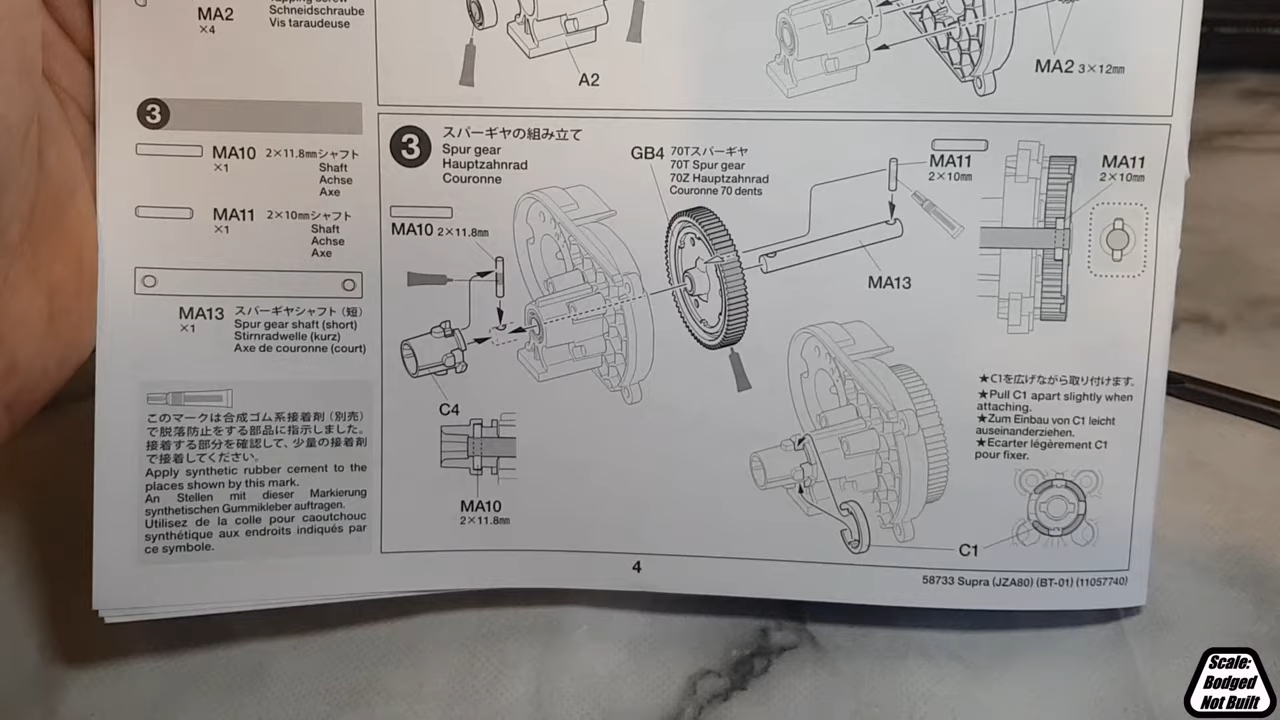 MA2
×4
Schneidschraube
Vis taraudeuse
A2
MA2 3×12mm
3
MA10 2×11.8mmシャフト
×1
Shaft
Achse
Axe
MA11 2×10mmシャフト
×1
Shaft
Achse
Axe
MA13 スパーギヤシャフト（短）
×1
Spur gear shaft (short)
Stirnradwelle (kurz)
Axe de couronne (court)
このマークは合成ゴム系接着剤（別売）
で脱落防止をする部品に指示しました。
接着する部分を確認して、少量の接着剤
で接着してください。
Apply synthetic rubber cement to the
places shown by this mark.
An Stellen mit dieser Markierung
synthetischen Gummikleber auftragen.
Utilisez de la colle pour caoutchouc
synthétique aux endroits indiqués par
ce symbole.
3
スパーギヤの組み立て
Spur gear
Hauptzahnrad
Couronne
GB4 70Tスパーギヤ
70T Spur gear
70Z Hauptzahnrad
Couronne 70 dents
MA11
2×10mm
MA11
2×10mm
MA10 2×11.8mm
MA13
C4
MA10
2×11.8mm
★C1を広げながら取り付けます。
★Pull C1 apart slightly when
attaching.
★Zum Einbau von C1 leicht
auseinanderziehen.
★Ecarter légèrement C1
pour fixer.
C1
4
58733 Supra (JZA80) (BT-01) (11057740)
Scale:
Bodged
Not Built